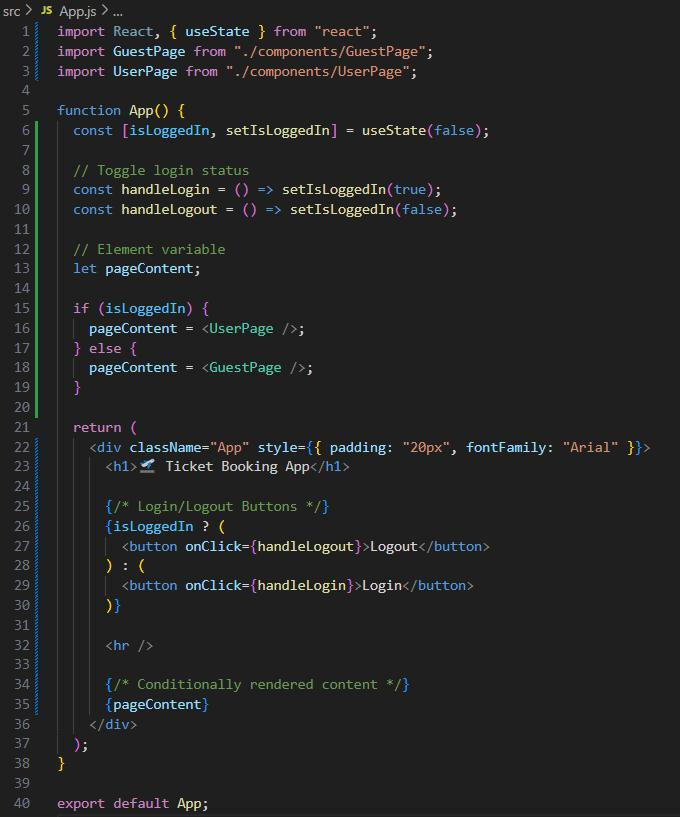 src > JS App.js > ...
1 import React, { useState } from "react";
2 import GuestPage from "./components/GuestPage";
3 import UserPage from "./components/UserPage";
4
5 function App() {
6   const [isLoggedIn, setIsLoggedIn] = useState(false);
7
8   // Toggle login status
9   const handleLogin = () => setIsLoggedIn(true);
10   const handleLogout = () => setIsLoggedIn(false);
11
12   // Element variable
13   let pageContent;
14
15   if (isLoggedIn) {
16     pageContent = <UserPage />;
17   } else {
18     pageContent = <GuestPage />;
19   }
20
21   return (
22     <div className="App" style={{ padding: "20px", fontFamily: "Arial" }}>
23       <h1>🛫 Ticket Booking App</h1>
24
25       {/* Login/Logout Buttons */}
26       {isLoggedIn ? (
27         <button onClick={handleLogout}>Logout</button>
28       ) : (
29         <button onClick={handleLogin}>Login</button>
30       )}
31
32       <hr />
33
34       {/* Conditionally rendered content */}
35       {pageContent}
36     </div>
37   );
38 }
39
40 export default App;